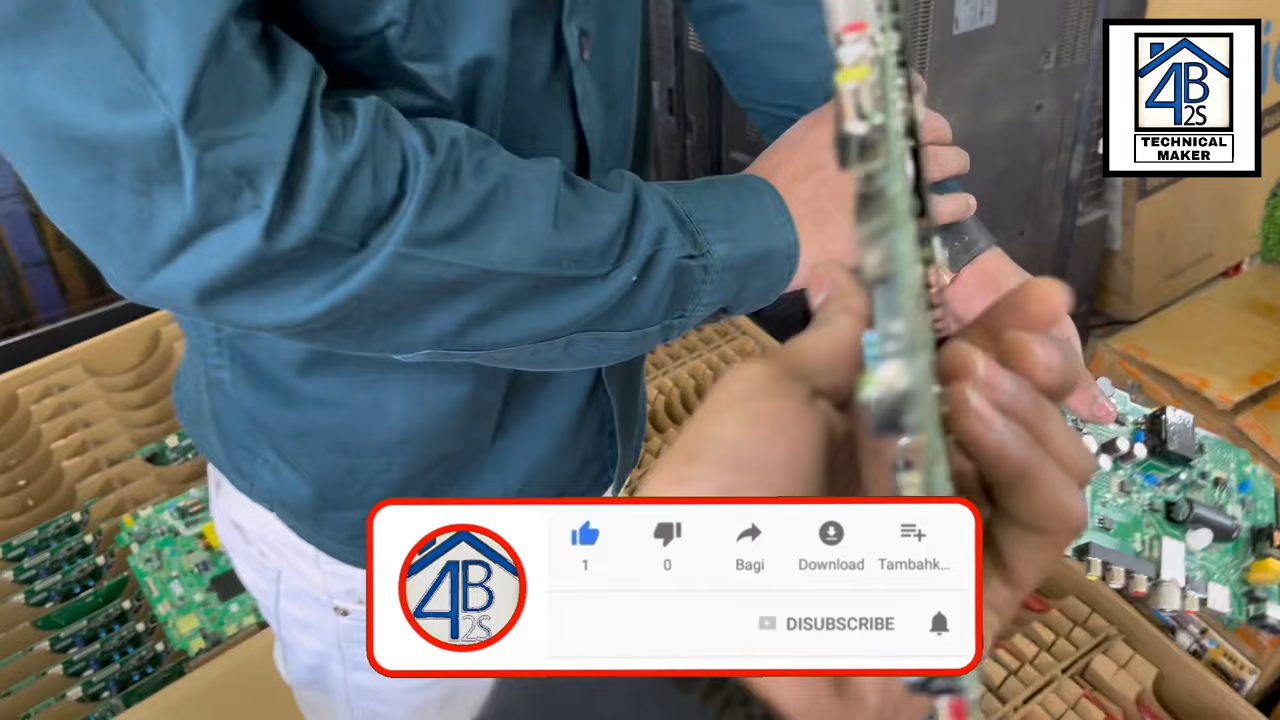 4B
2S
TECHNICAL
MAKER
4B
2S
1
0
Bagi
Download
Tambahk...
DISUBSCRIBE